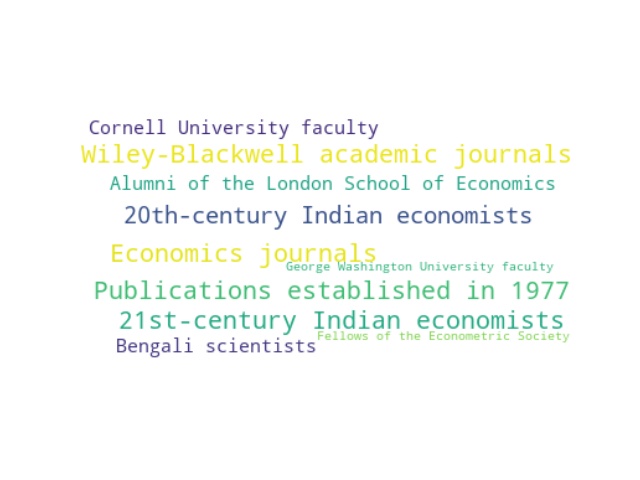 Cornell University faculty
Wiley-Blackwell academic journals
Alumni of the London School of Economics
20th-century Indian economists
Economics journals
George Washington University faculty
Publications established in 1977
21st-century Indian economists
Fellows of the Econometric Society
Bengali scientists